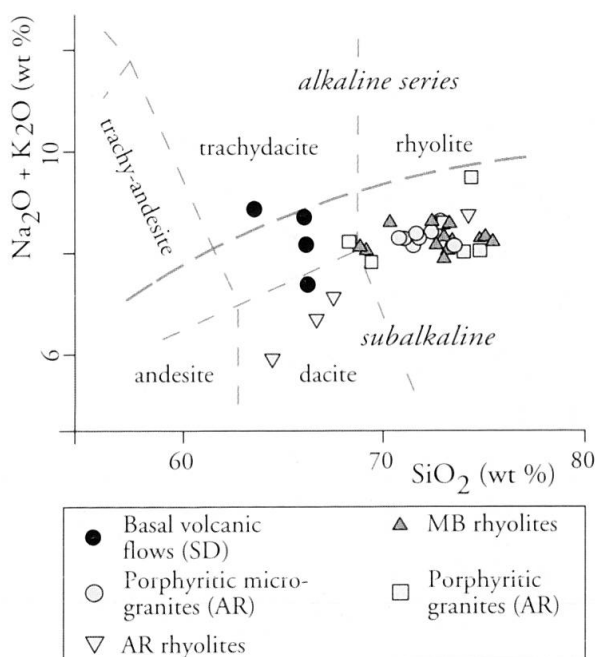 Na2O + K2O (wt %)
10
6
alkaline series
trachy-andesite
trachydacite
rhyolite
subalkaline
andesite
dacite
60
70
80
SiO2 (wt %)
Basal volcanic
flows (SD)
Porphyritic micro-
granites (AR)
AR rhyolites
MB rhyolites
Porphyritic
granites (AR)